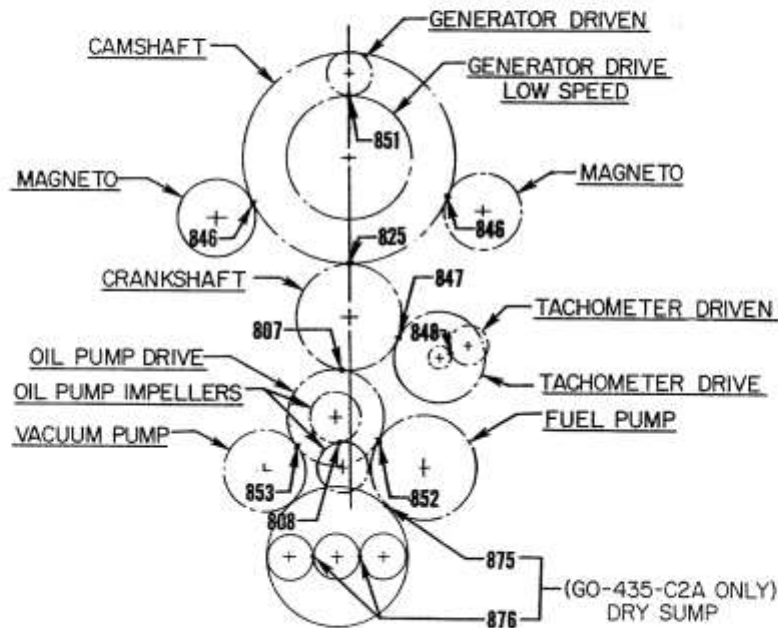 GENERATOR DRIVEN
CAMSHAFT
GENERATOR DRIVE
LOW SPEED
851
MAGNETO
MAGNETO
846
846
825
CRANKSHAFT
847
807
848
TACHOMETER DRIVEN
OIL PUMP DRIVE
OIL PUMP IMPELLERS
TACHOMETER DRIVE
VACUUM PUMP
FUEL PUMP
853
852
808
875
(GO-435-C2A ONLY)
DRY SUMP
876